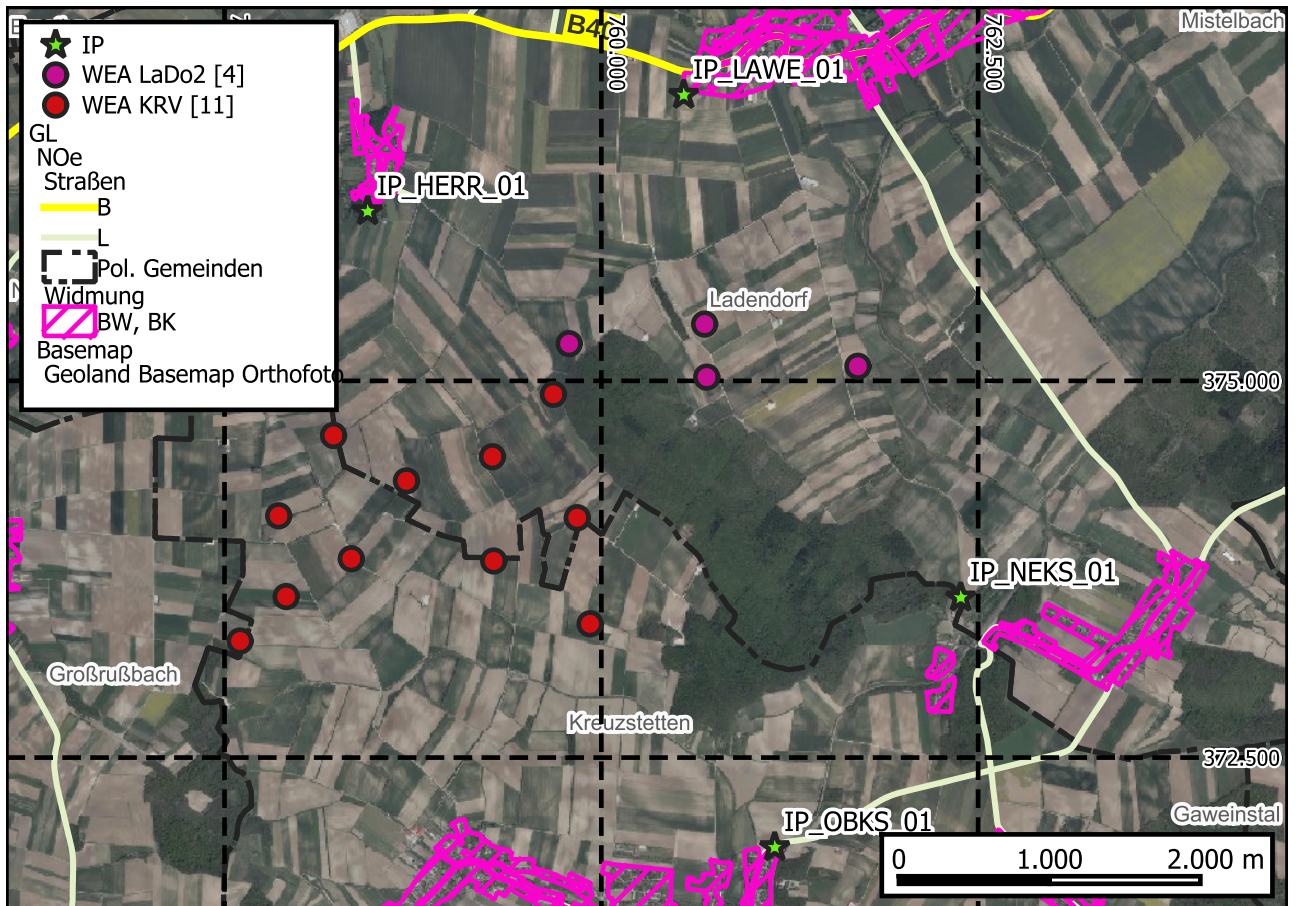 IP
WEA LaDo2 [4]
WEA KRV [11]
GL
NOe
Straßen
B
L
Pol. Gemeinden
Widmung
BW, BK
Basemap
Geoland Basemap Orthofoto
760.000
762.500
Mistelbach
IP_LAWE_01
IP_HERR_01
Ladendorf
375.000
IP_NEKS_01
Großrußbach
Kreuzstetten
372.500
Gaweinstal
IP_OBKS_01
0 1.000 2.000 m